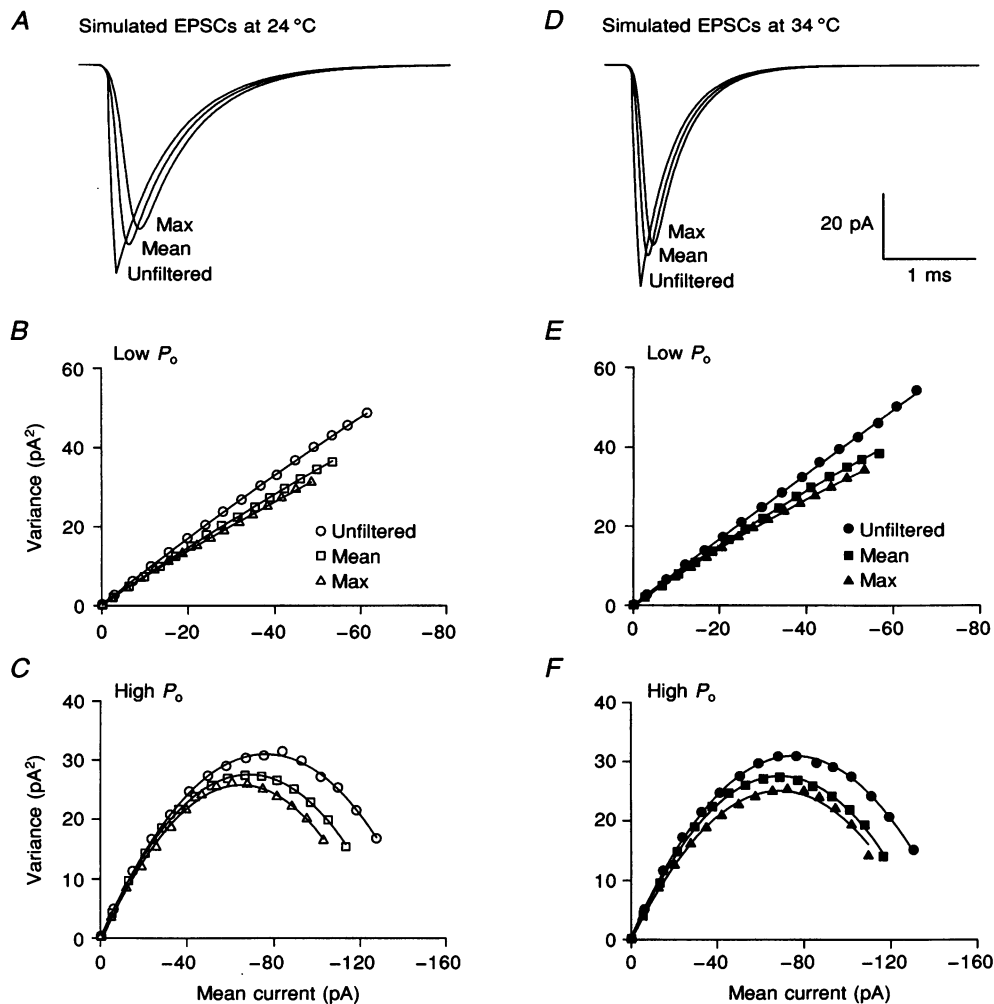 A Simulated EPSCs at 24 °C
Max
Mean
Unfiltered
B Low Po
60
40
20
0
Variance (pA²)
Unfiltered
Mean
Max
0 −20 −40 −60 −80
C High Po
40
30
20
10
0
Variance (pA²)
0 −40 −80 −120 −160
Mean current (pA)
D Simulated EPSCs at 34 °C
Max
Mean
Unfiltered
20 pA
1 ms
E Low Po
60
40
20
0
Unfiltered
Mean
Max
0 −20 −40 −60 −80
F High Po
40
30
20
10
0
0 −40 −80 −120 −160
Mean current (pA)